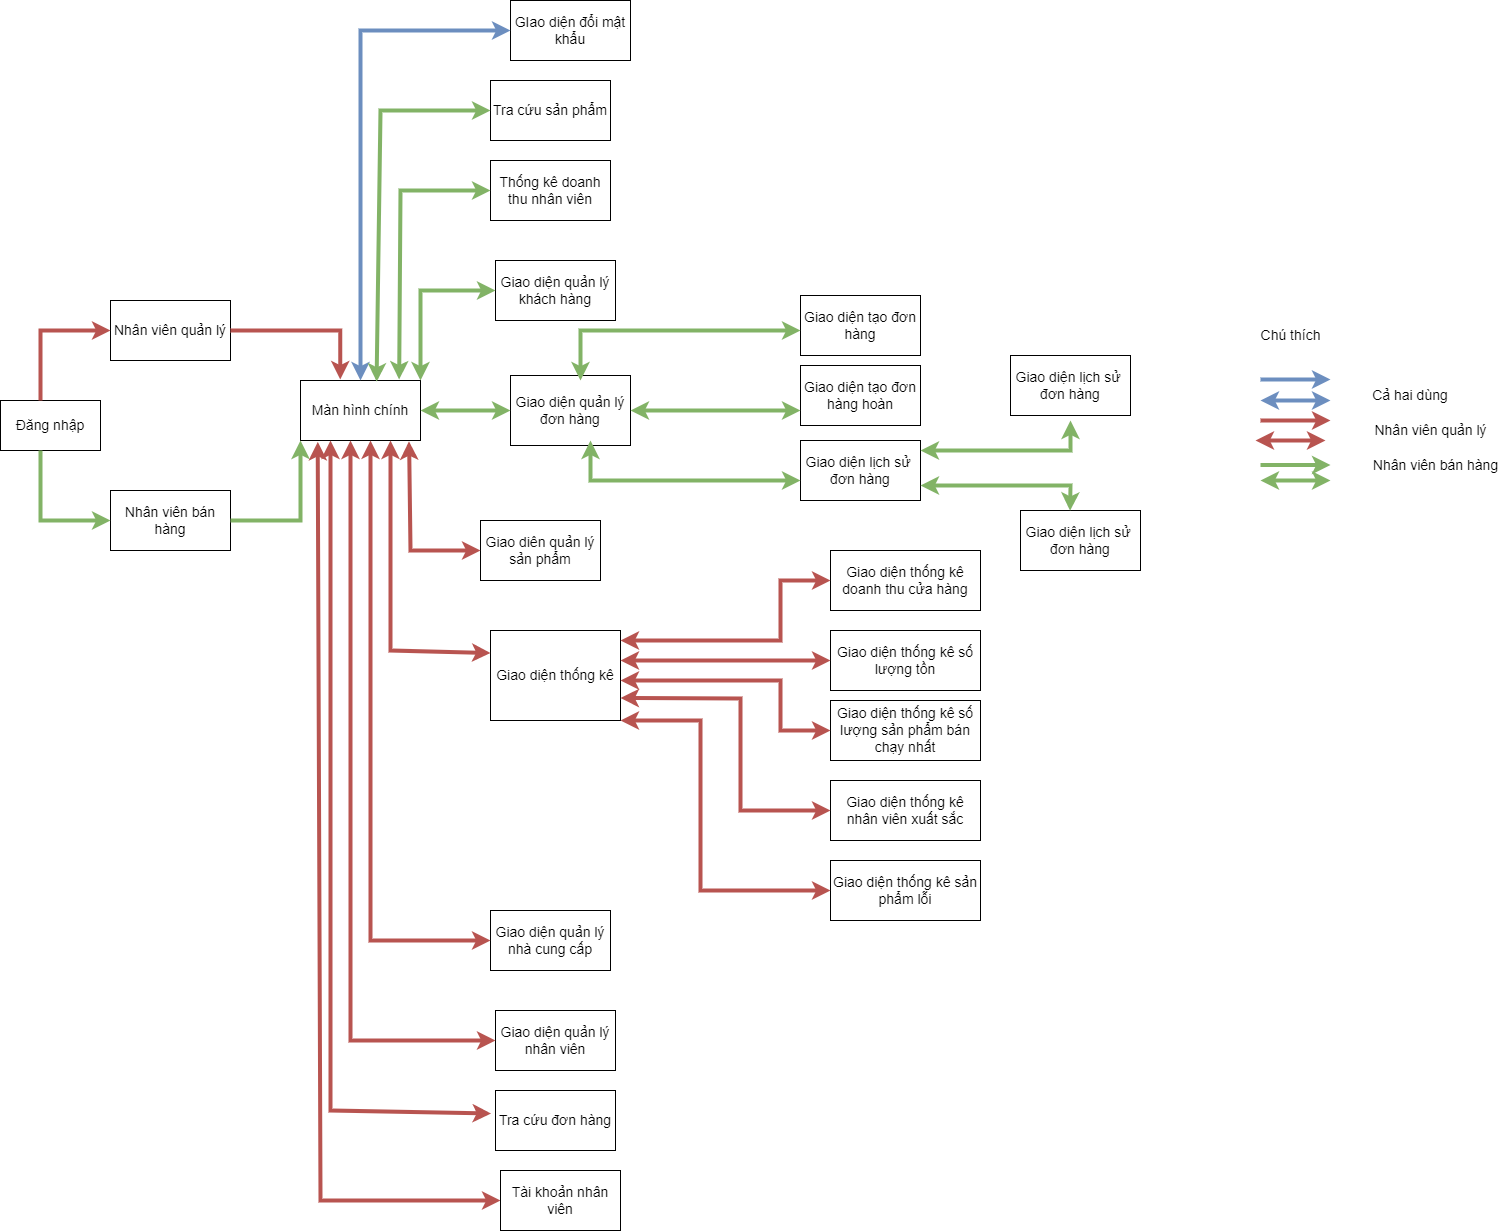 GIao diện đổi mật
khẩu
Tra cứu sản phẩm
Thống kê doanh
thu nhân viên
Giao diện quản lý
khách hàng
Nhân viên quản lý
Đăng nhập
Nhân viên bán
hàng
Màn hình chính
Giao diện quản lý
đơn hàng
Giao diện tạo đơn
hàng
Giao diện tạo đơn
hàng hoàn
Giao diện lịch sử
đơn hàng
Giao diện lịch sử
đơn hàng
Giao diện lịch sử
đơn hàng
Chú thích
Cả hai dùng
Nhân viên quản lý
Nhân viên bán hàng
Giao diên quản lý
sản phẩm
Giao diện thống kê
Giao diện thống kê
doanh thu cửa hàng
Giao diện thống kê số
lượng tồn
Giao diện thống kê số
lượng sản phẩm bán
chạy nhất
Giao diện thống kê
nhân viên xuất sắc
Giao diện thống kê sản
phẩm lỗi
Giao diện quản lý
nhà cung cấp
Giao diện quản lý
nhân viên
Tra cứu đơn hàng
Tài khoản nhân
viên